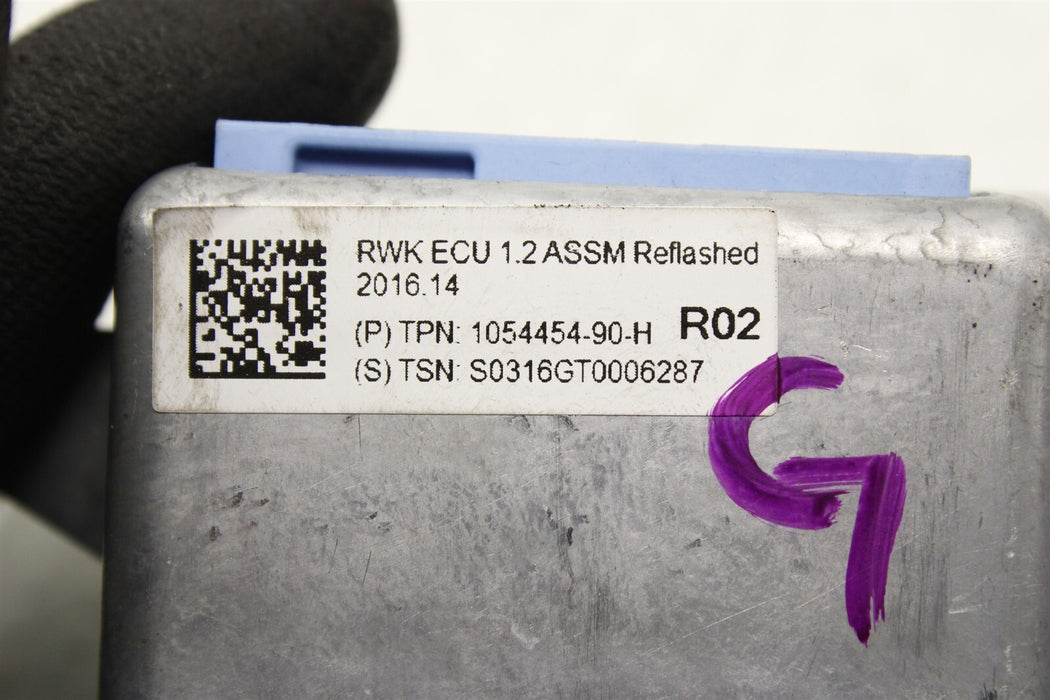 RWK ECU 1.2 ASSM Reflashed
2016.14
(P) TPN: 1054454-90-H R02
(S) TSN: S0316GT0006287
G